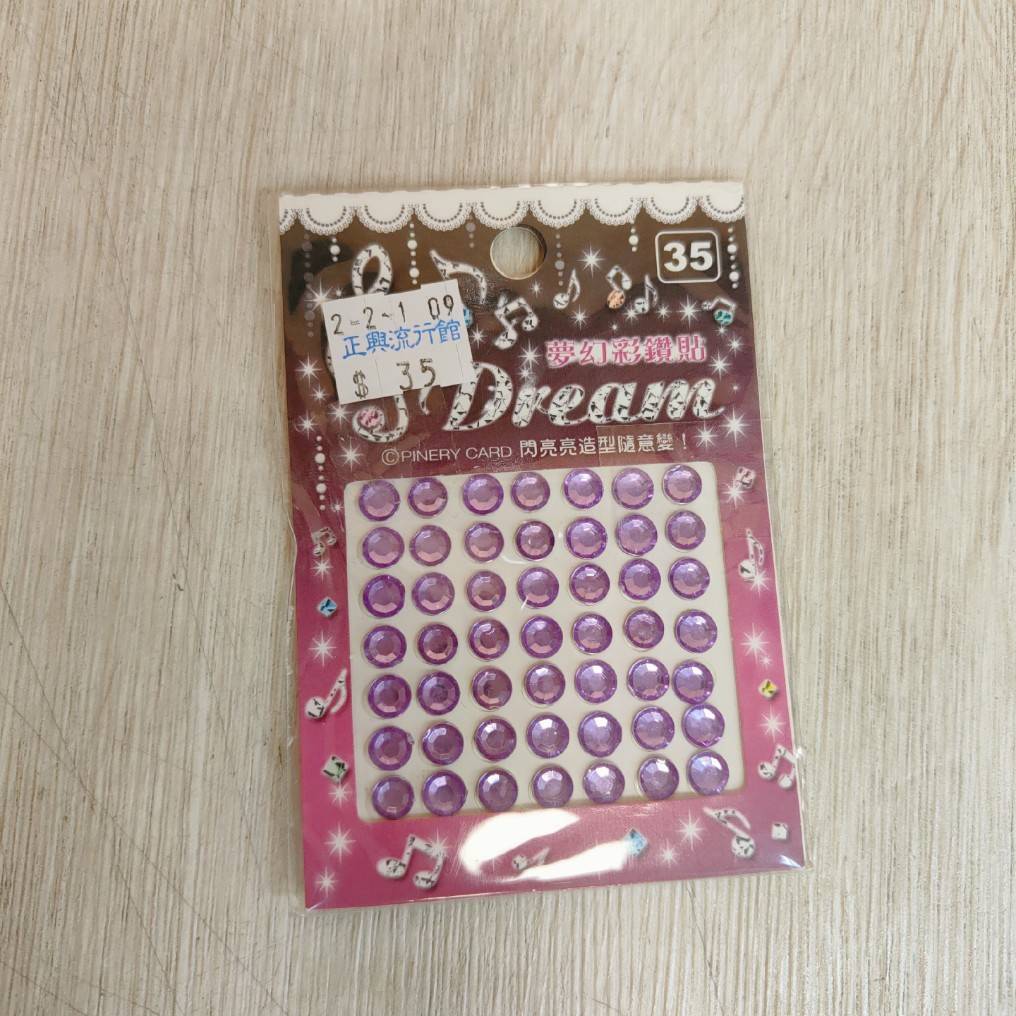 35
2-2-1 09
正興流行館
$ 35
夢幻彩鑽貼
Dream
©PINERY CARD 閃亮亮造型隨意變！